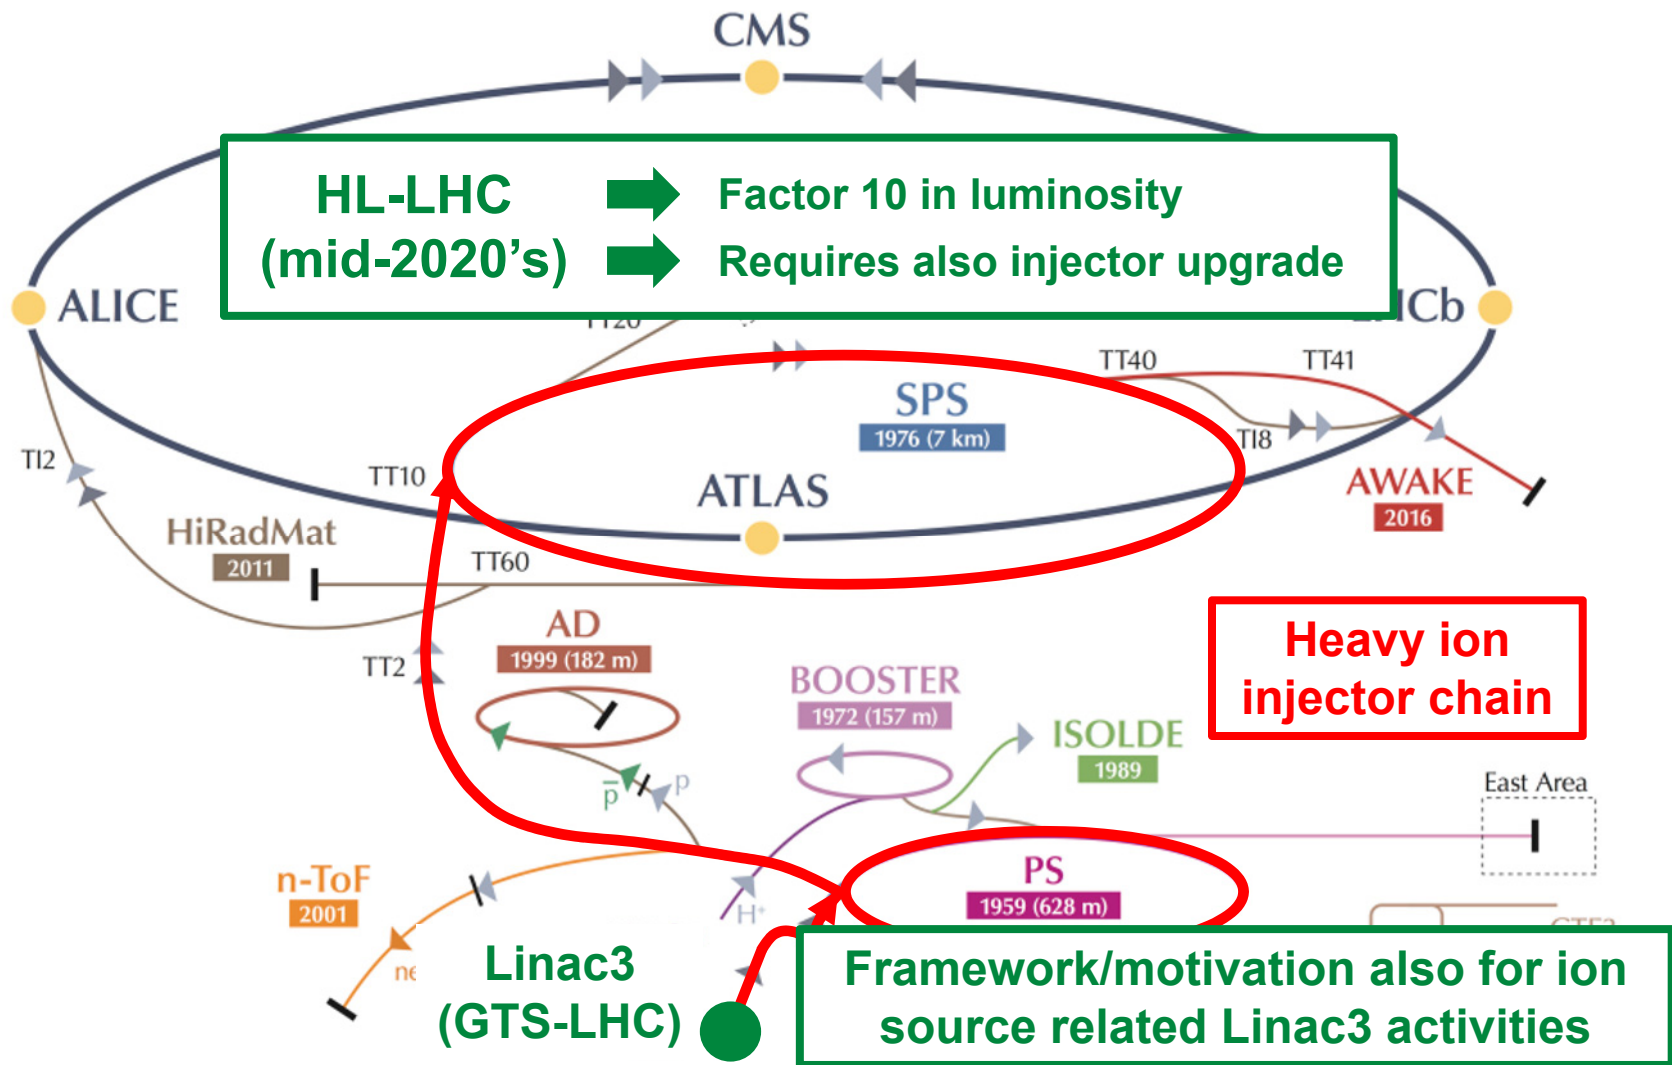 CMS
HL-LHC
(mid-2020's)
Factor 10 in luminosity
Requires also injector upgrade
ALICE
TT20
TT40
TT41
SPS
1976 (7 km)
TI8
TI2
TT10
ATLAS
AWAKE
2016
HiRadMat
2011
TT60
AD
1999 (182 m)
TT2
Heavy ion
injector chain
BOOSTER
1972 (157 m)
ISOLDE
1989
p̅
p
East Area
n-ToF
2001
PS
1959 (628 m)
H⁺
ne
Linac3
(GTS-LHC)
Framework/motivation also for ion
source related Linac3 activities